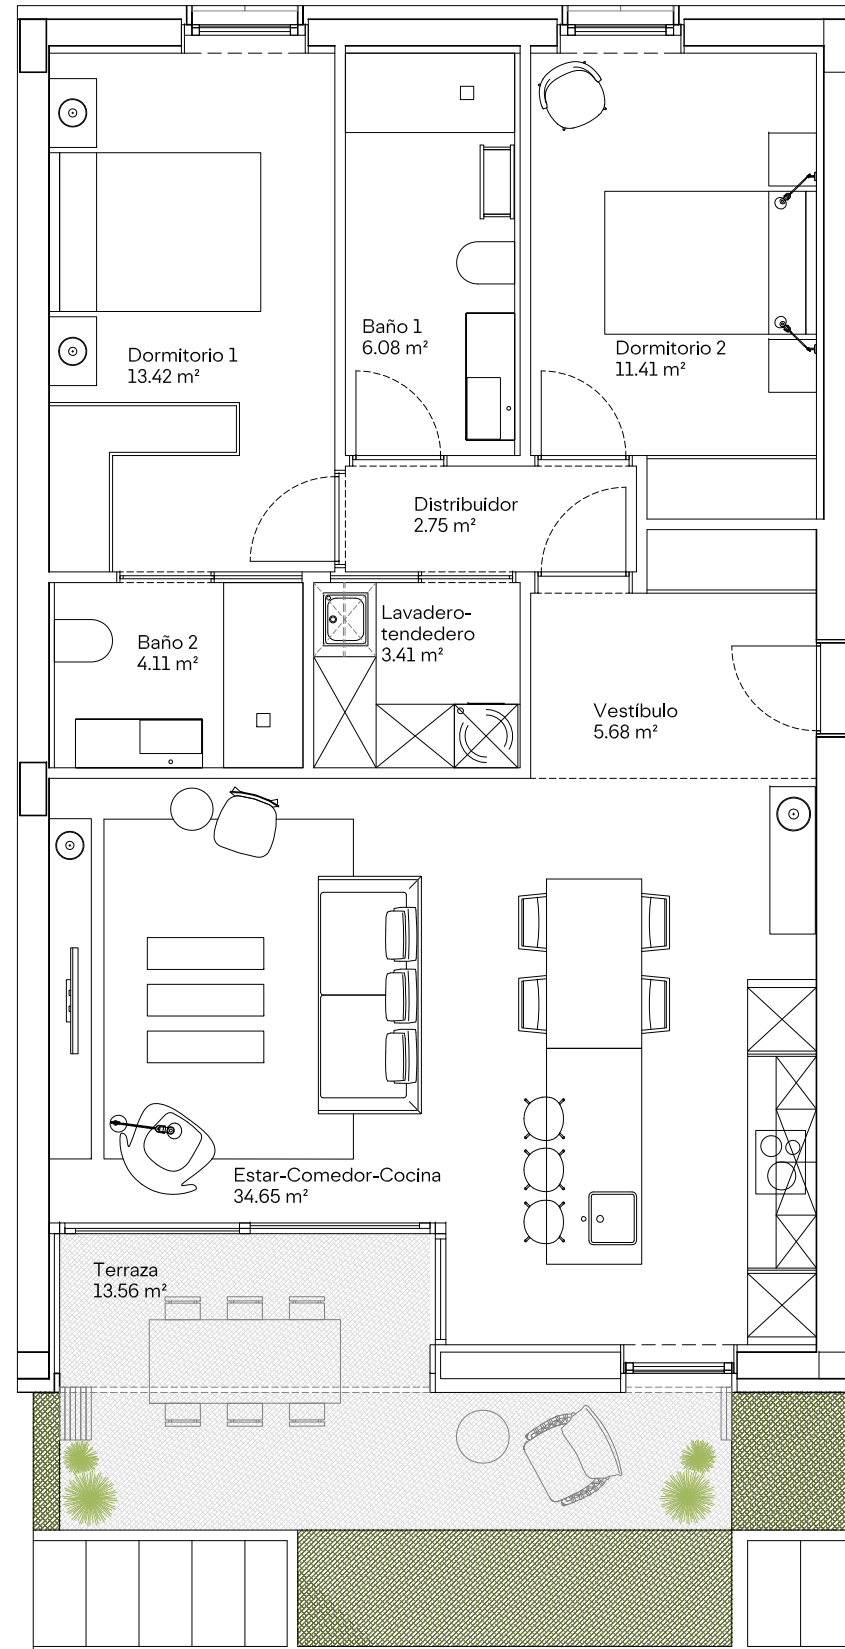 Baño 1
6.08 m²
Dormitorio 1
13.42 m²
Dormitorio 2
11.41 m²
Distribuidor
2.75 m²
Lavadero-
tendedero
3.41 m²
Baño 2
4.11 m²
Vestíbulo
5.68 m²
Estar-Comedor-Cocina
34.65 m²
Terraza
13.56 m²